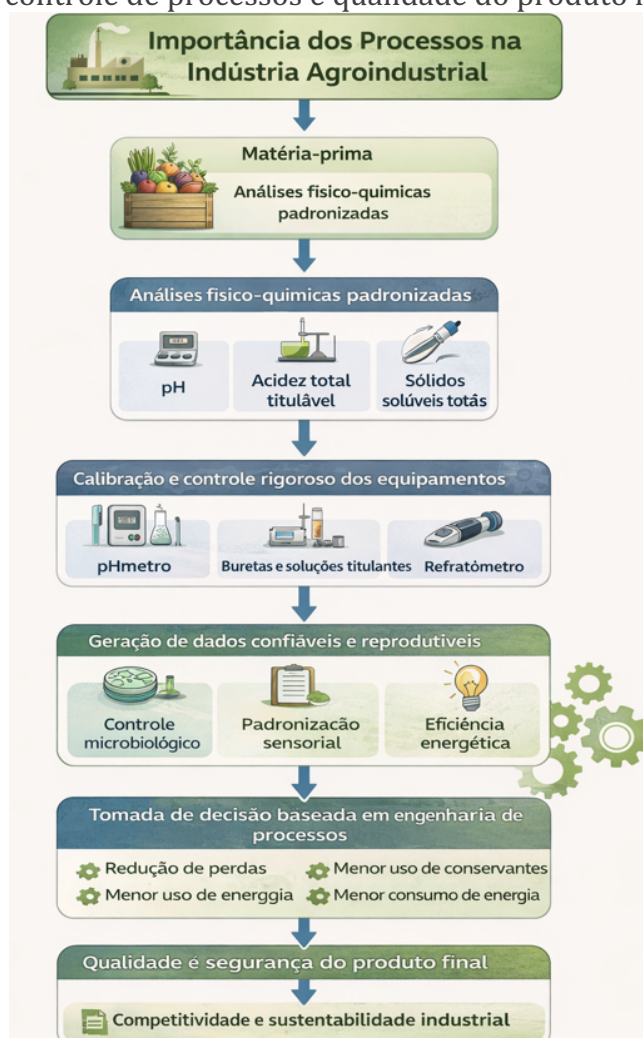 controle de processos e qualidade do produto
Importância dos Processos na
Indústria Agroindustrial
Matéria-prima
Análises fisico-quimicas
padronizadas
Análises fisico-quimicas padronizadas
pH
Acidez total
titulâvel
Sólidos
solúveis totás
Calibração e controle rigoroso dos equipamentos
pHmetro
Buretas e soluções titulantes
Refratómetro
Geração de dados confiáveis e reprodutiveis
Controle
microbiológico
Padronizacão
sensorial
Eficiéncia
energética
Tomada de decisão baseada em engenharia de
processos
Redução de perdas
Menor uso de conservantes
Menor uso de energgia
Menor consumo de energia
Qualidade é segurança do produto final
Competitividade e sustentabilidade industrial